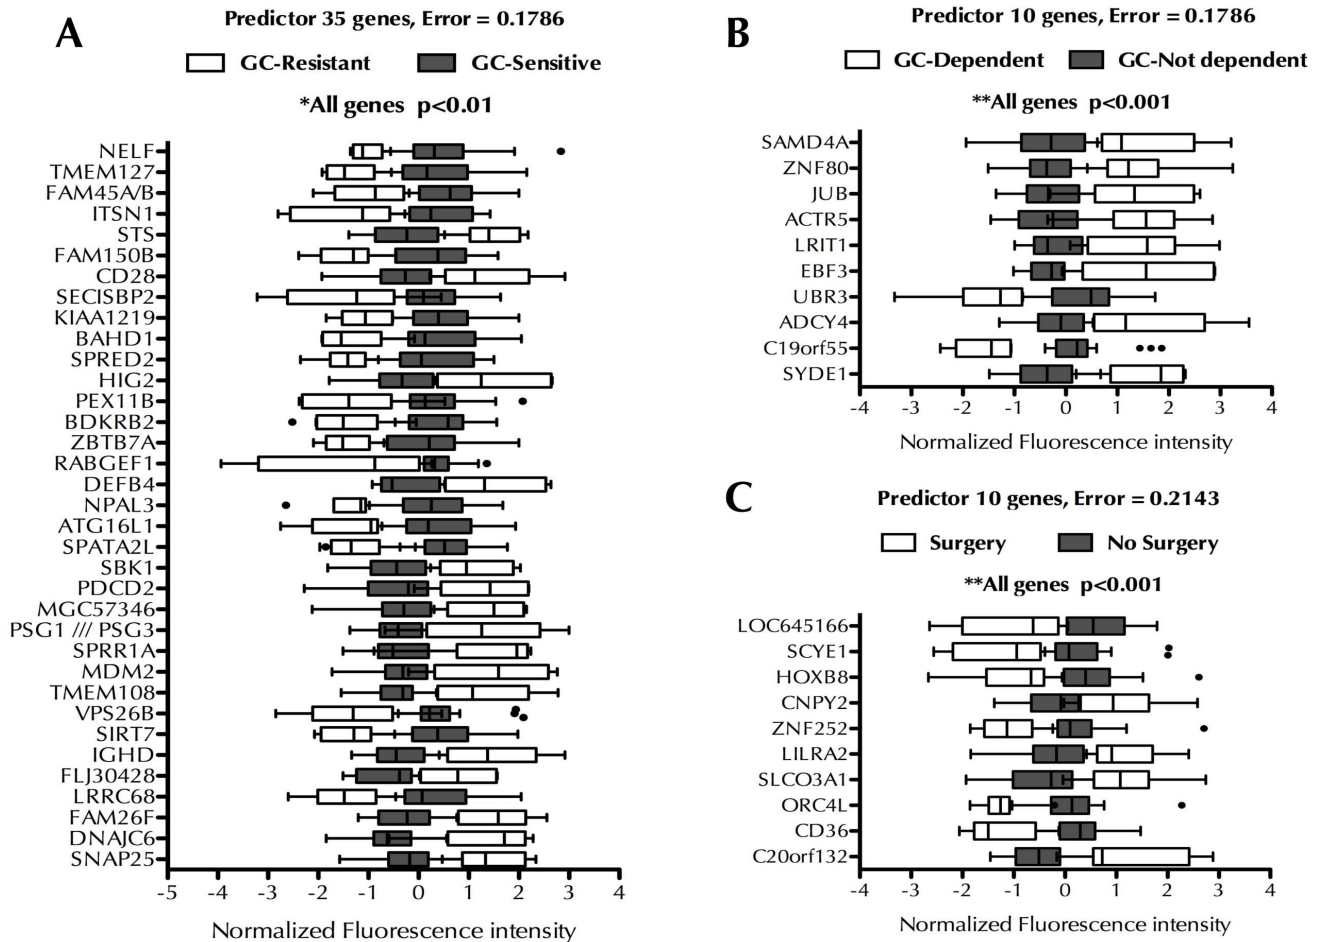 A
Predictor 35 genes, Error = 0.1786
GC-Resistant GC-Sensitive
*All genes p<0.01
NELF
TMEM127
FAM45A/B
ITSN1
STS
FAM150B
CD28
SECISBP2
KIAA1219
BAHD1
SPRED2
HIG2
PEX11B
BDKRB2
ZBTB7A
RABGEF1
DEFB4
NPAL3
ATG16L1
SPATA2L
SBK1
PDCD2
MGC57346
PSG1 /// PSG3
SPRR1A
MDM2
TMEM108
VPS26B
SIRT7
IGHD
FLJ30428
LRRC68
FAM26F
DNAJC6
SNAP25
-5 -4 -3 -2 -1 0 1 2 3 4
Normalized Fluorescence intensity
B
Predictor 10 genes, Error = 0.1786
GC-Dependent GC-Not dependent
**All genes p<0.001
SAMD4A
ZNF80
JUB
ACTR5
LRIT1
EBF3
UBR3
ADCY4
C19orf55
SYDE1
-4 -3 -2 -1 0 1 2 3 4
Normalized Fluorescence intensity
C
Predictor 10 genes, Error = 0.2143
Surgery No Surgery
**All genes p<0.001
LOC645166
SCYE1
HOXB8
CNPY2
ZNF252
LILRA2
SLCO3A1
ORC4L
CD36
C20orf132
-4 -3 -2 -1 0 1 2 3 4
Normalized Fluorescence intensity